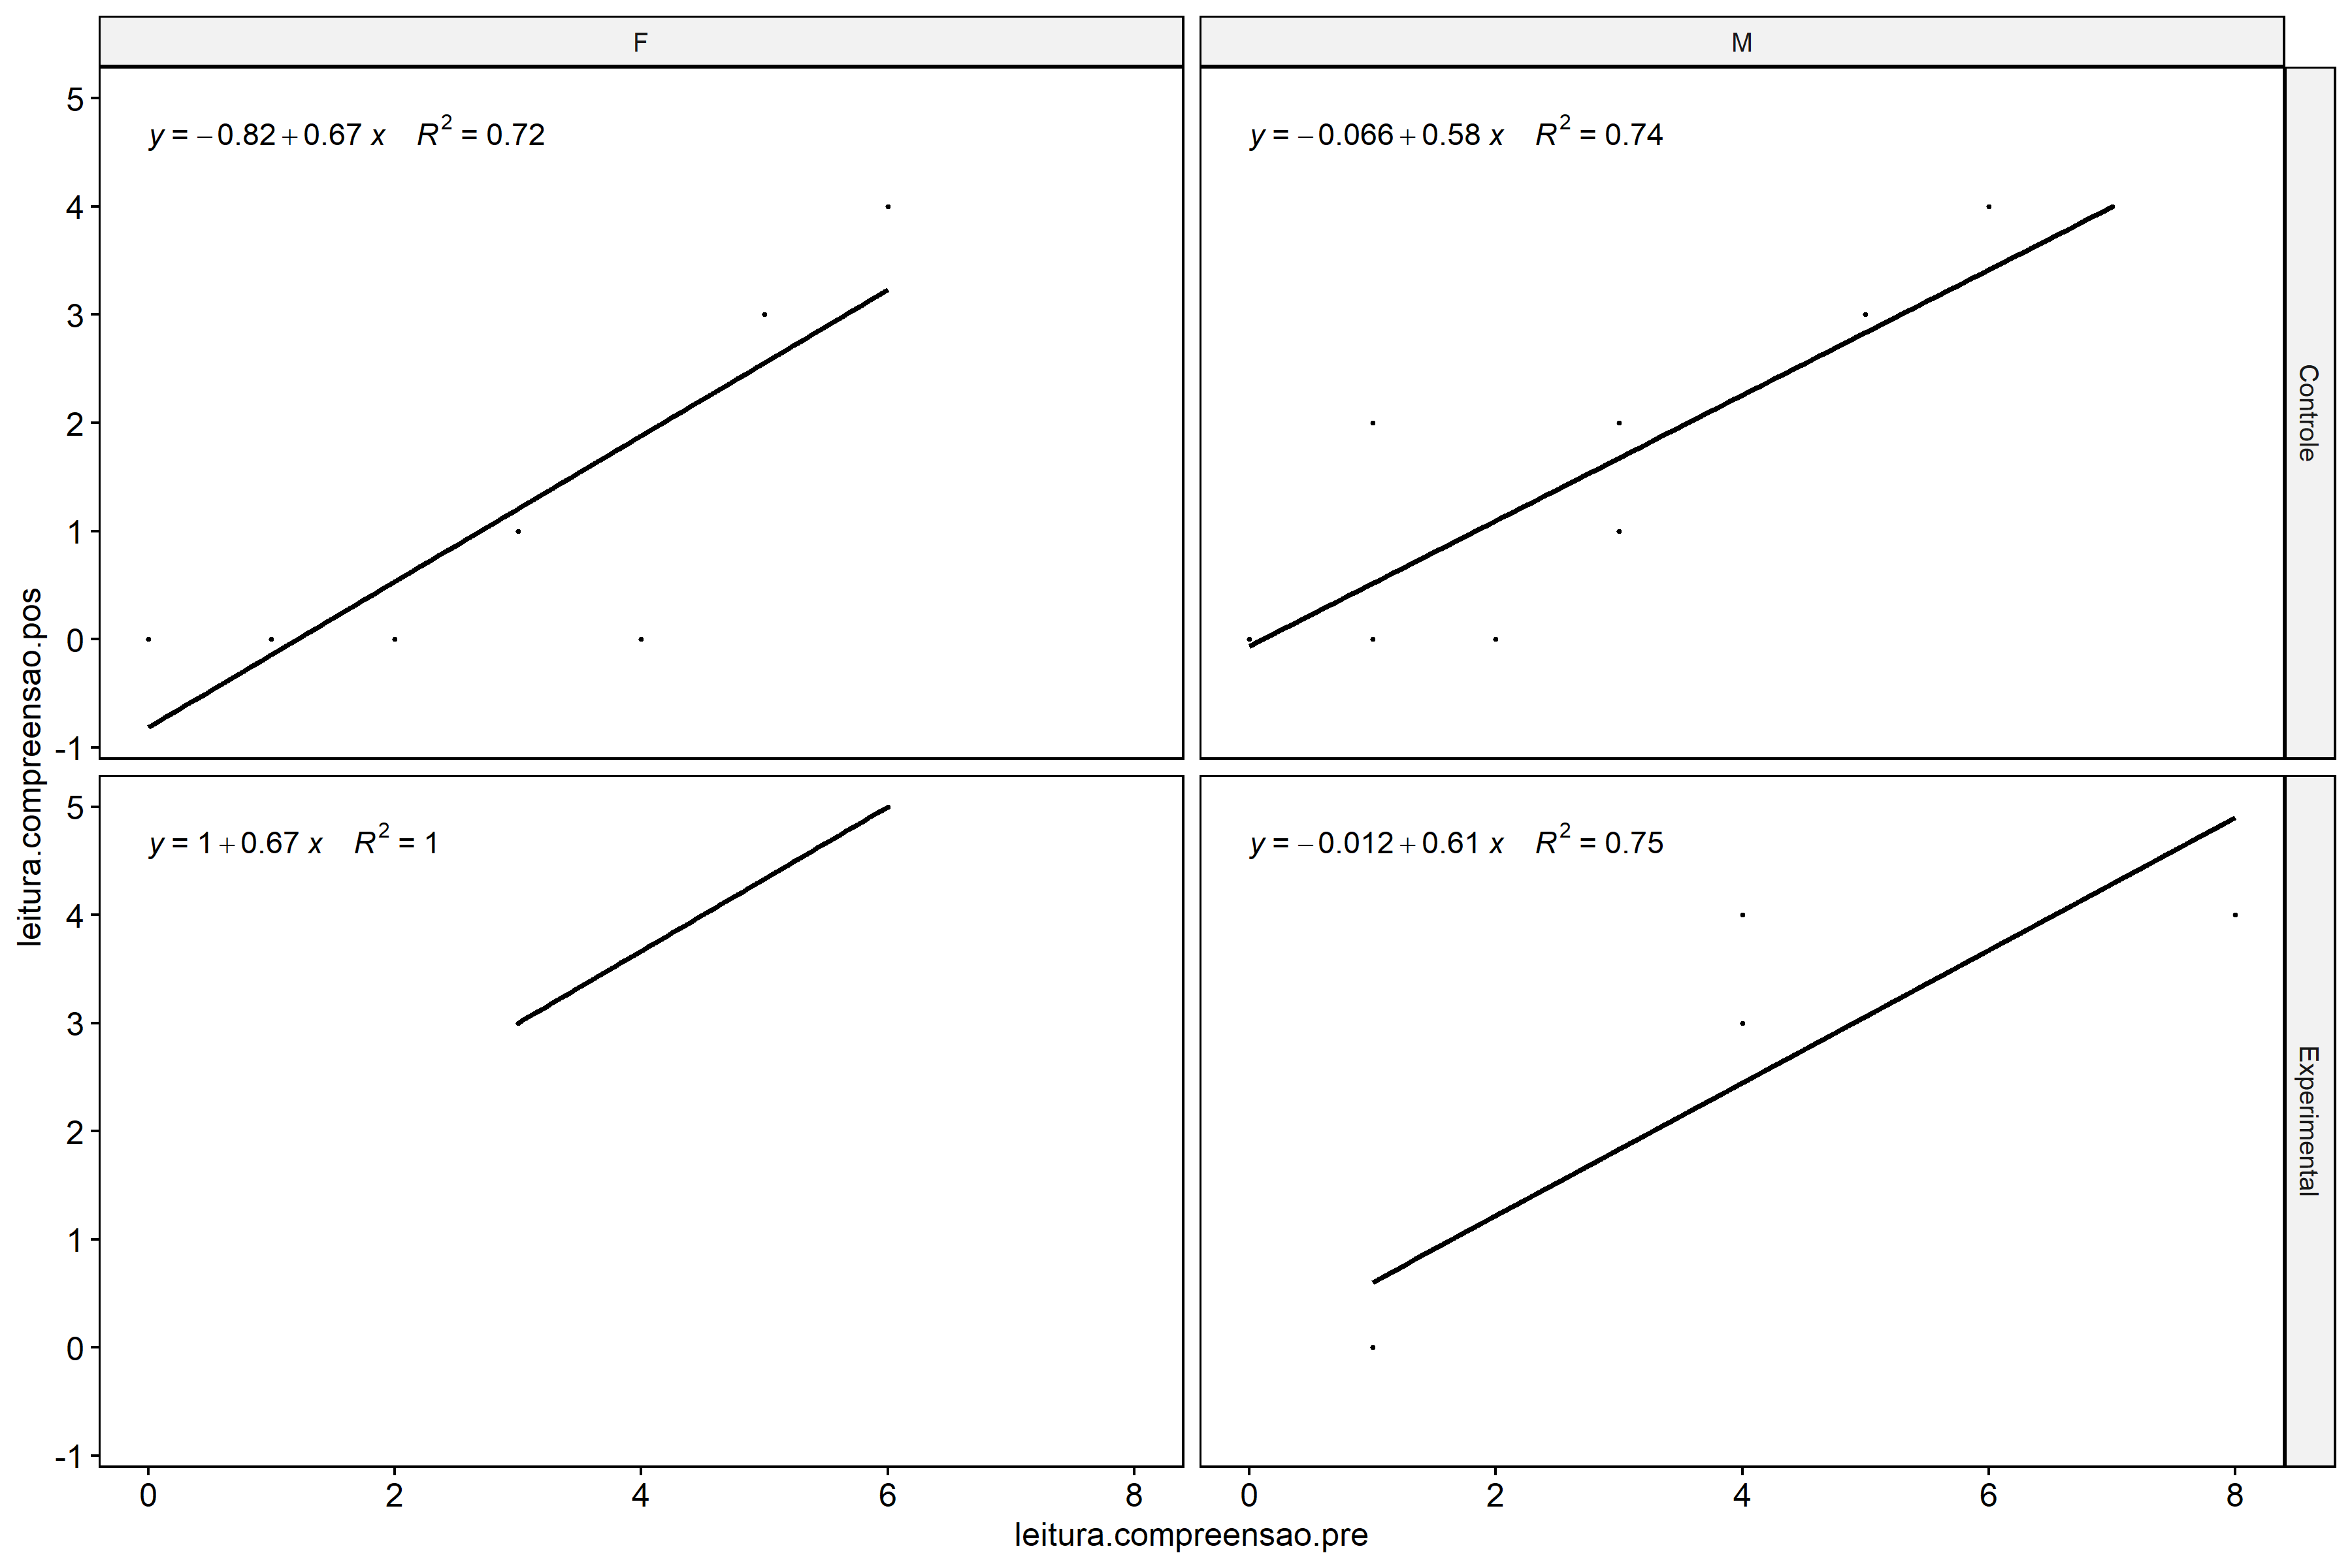 F
M
5
y = −0.82 + 0.67 x R² = 0.72
y = −0.066 + 0.58 x R² = 0.74
4
3
2
1
0
-1
Controle
leitura.compreensao.pos
5
y = 1 + 0.67 x R² = 1
y = −0.012 + 0.61 x R² = 0.75
4
3
2
1
0
-1
Experimental
0 2 4 6 8 0 2 4 6 8
leitura.compreensao.pre